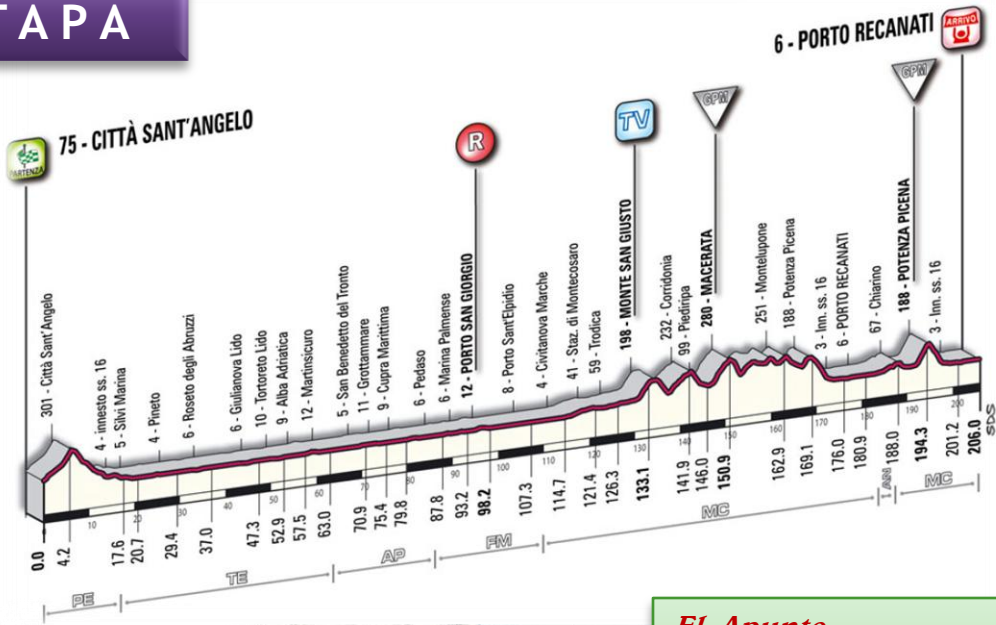 TAPA
6 - PORTO RECANATI
ARRIVO
75 - CITTÀ SANT'ANGELO
PARTENZA
R
TV
GPM
GPM
301 - Città Sant'Angelo
4 - innesto ss. 16
5 - Silvi Marina
4 - Pineto
6 - Roseto degli Abruzzi
6 - Giulianova Lido
10 - Tortoreto Lido
9 - Alba Adriatica
12 - Martinsicuro
5 - San Benedetto del Tronto
11 - Grottammare
9 - Cupra Marittima
6 - Pedaso
6 - Marina Palmense
12 - PORTO SAN GIORGIO
8 - Porto Sant'Elpidio
4 - Civitanova Marche
41 - Staz. di Montecosaro
59 - Trodica
198 - MONTE SAN GIUSTO
232 - Corridonia
99 - Piediripa
280 - MACERATA
251 - Montelupone
188 - Potenza Picena
3 - Inn. ss. 16
6 - PORTO RECANATI
67 - Chiarino
188 - POTENZA PICENA
3 - Inn. ss. 16
10 20 30 40 50 60 70 80 90 100 110 120 130 140 150 160 170 180 190 200
0.0 4.2 17.6 20.7 29.4 37.0 47.3 52.9 57.5 63.0 70.9 75.4 79.8 87.8 93.2 98.2 107.3 114.7 121.4 126.3 133.1 141.9 146.0 150.9 162.9 169.1 176.0 180.9 188.0 194.3 201.2 206.0
SDS
PE TE AP FM MC AN MC
El Apunte